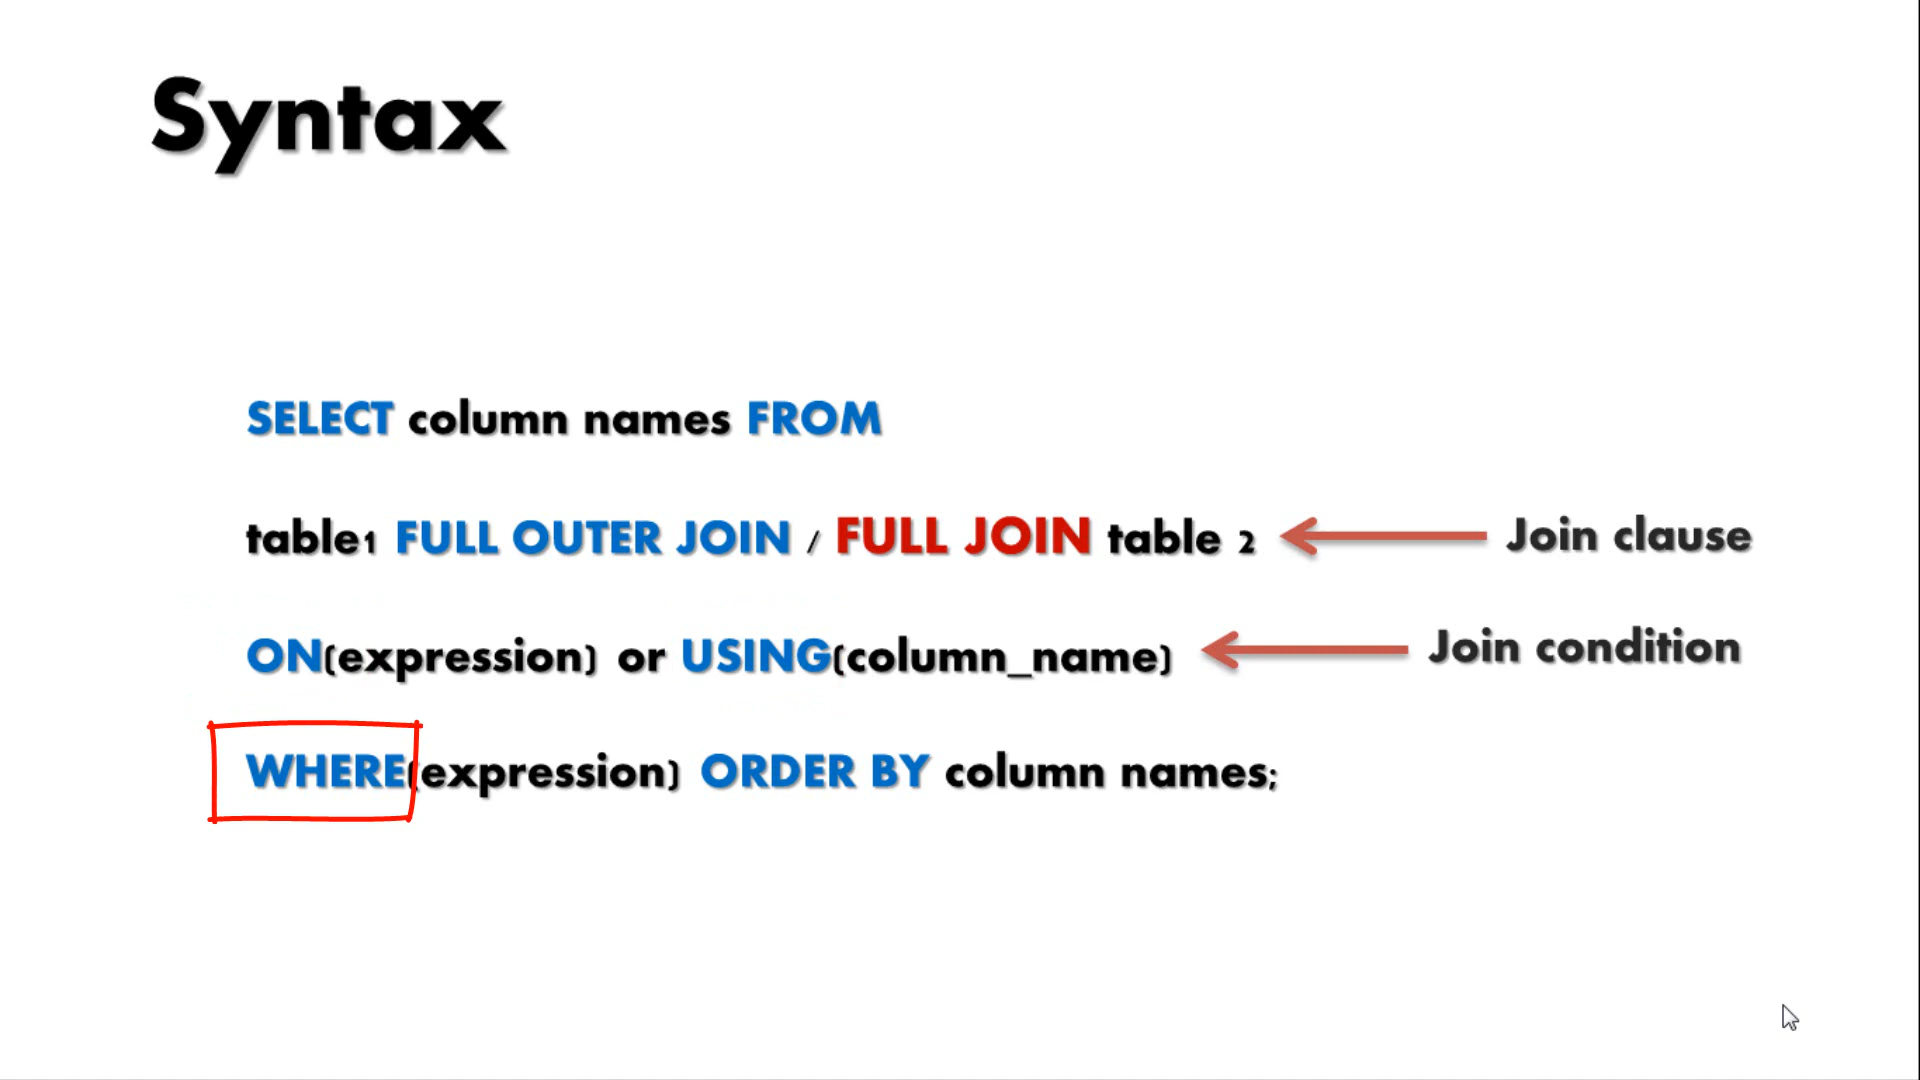 Syntax
SELECT column names FROM
table1 FULL OUTER JOIN / FULL JOIN table 2
Join clause
ON(expression) or USING(column_name)
Join condition
WHERE(expression) ORDER BY column names;